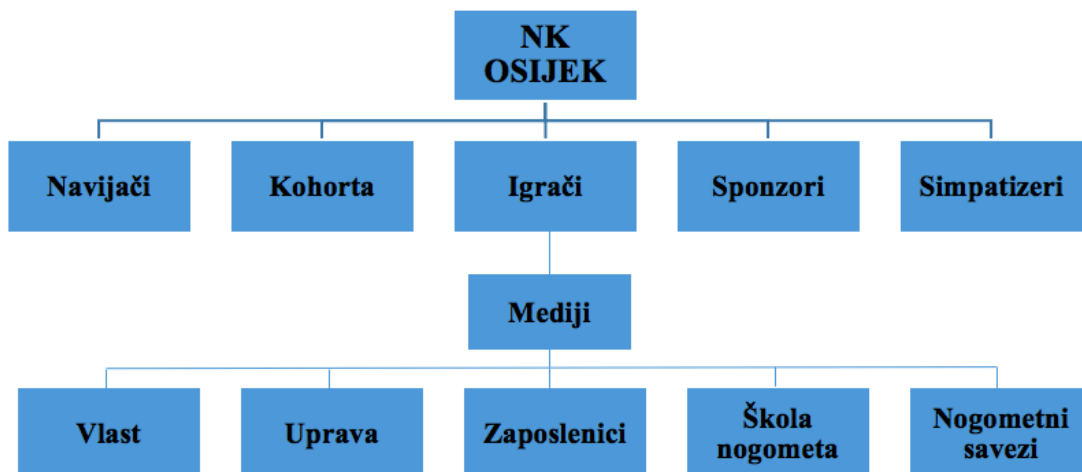 NK
OSIJEK
Navijači
Kohorta
Igrači
Sponzori
Simpatizeri
Mediji
Vlast
Uprava
Zaposlenici
Škola
nogometa
Nogometni
savezi